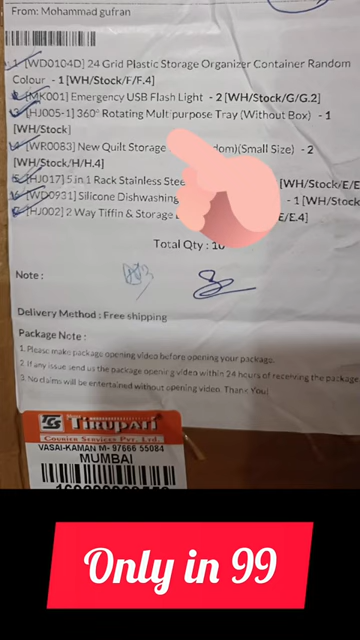 From: Mohammad gufran
1 [WD0104D] 24 Grid Plastic Storage Organizer Container Random
Colour - 1 [WH/Stock/F/F.4]
[MK001] Emergency USB Flash Light - 2 [WH/Stock/G/G.2]
3 [HJ005-1] 360° Rotating Multipurpose Tray (Without Box) - 1
[WH/Stock]
4 [WR0083] New Quilt Storage dom)(Small Size) - 2
[WH/Stock/H/H.4]
5 [HJ017] 5 in 1 Rack Stainless Stee [WH/Stock/E/E
[WD0931] Silicone Dishwashing - 1 [WH/Stock
[HJ002] 2 Way Tiffin & Storage E/E.4]
Total Qty : 10
Note :
Delivery Method : Free shipping
Package Note :
1. Please make package opening video before opening your package.
2. If any issue send us the package opening video within 24 hours of receiving the package
3. No claims will be entertained without opening video. Thank You!
Tirupati
Courier Services Pvt. Ltd.
VASAI-KAMAN M- 97666 55084
MUMBAI
Only in 99